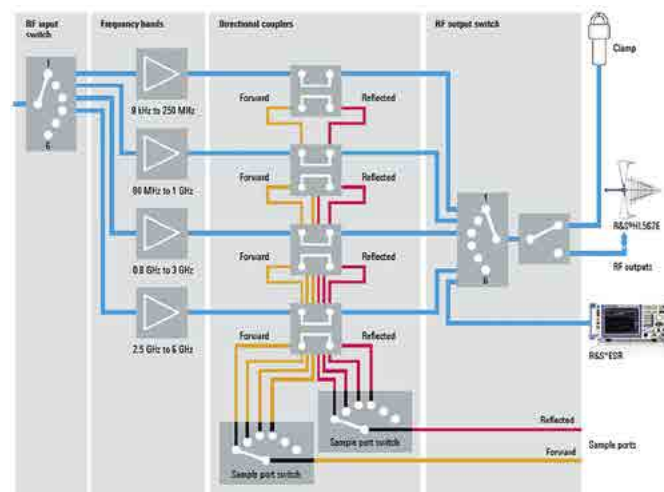 RF input
switch
Frequency bands
Directional couplers
RF output switch
1
6
9 kHz to 250 MHz
80 MHz to 1 GHz
0.8 GHz to 3 GHz
2.5 GHz to 6 GHz
Forward
Reflected
Forward
Reflected
Forward
Reflected
Forward
Reflected
1
6
Clamp
R&S®HL562E
RF outputs
R&S®ESR
Sample port switch
Sample port switch
Reflected
Forward
Sample ports